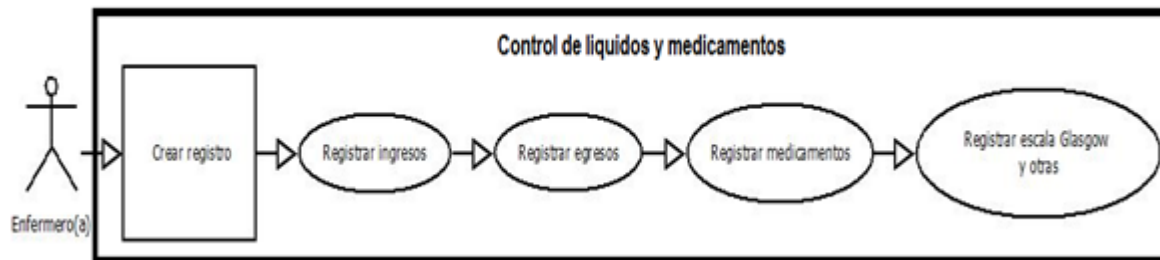 Control de liquidos y medicamentos
Crear registro
Registrar ingresos
Registrar egresos
Registrar medicamentos
Registrar escala Glasgow
y otras
Enfermero(a)